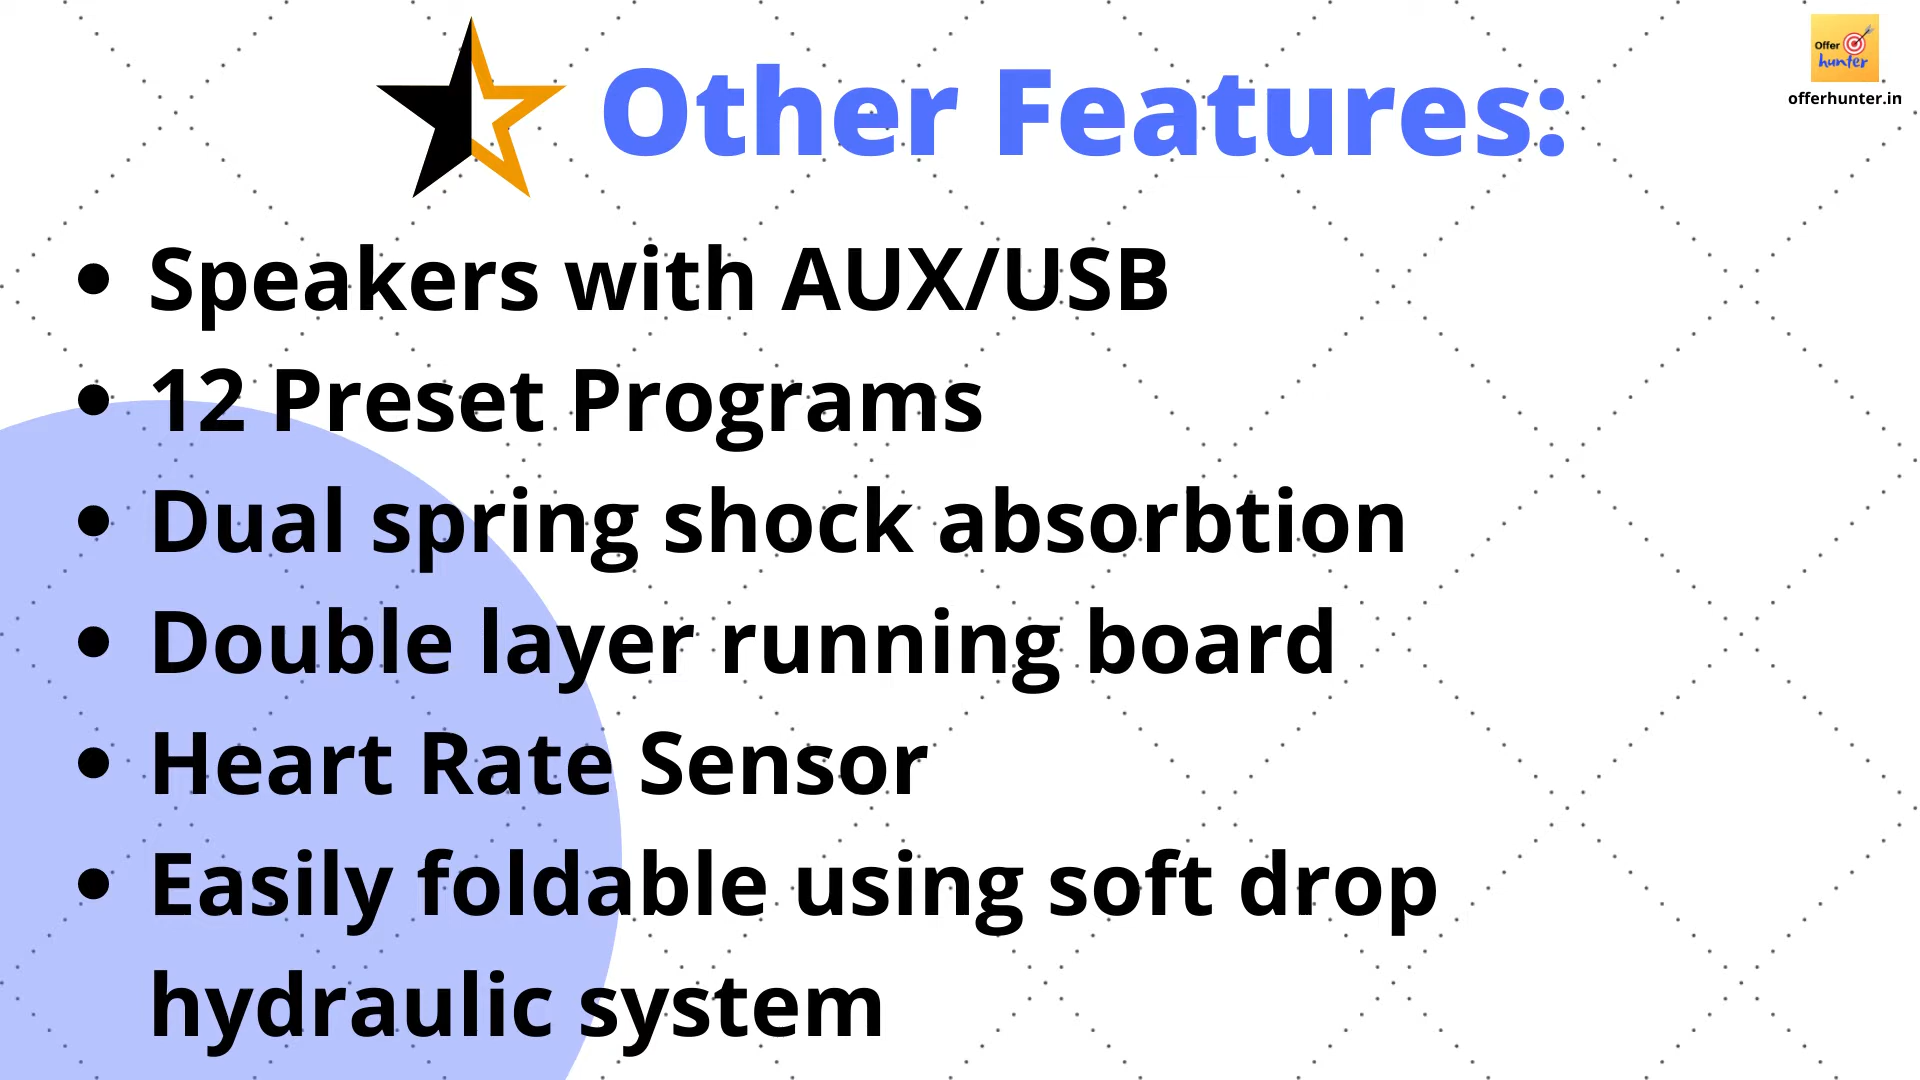 Offer
hunter
offerhunter.in
Other Features:
• Speakers with AUX/USB
• 12 Preset Programs
• Dual spring shock absorbtion
• Double layer running board
• Heart Rate Sensor
• Easily foldable using soft drop
hydraulic system